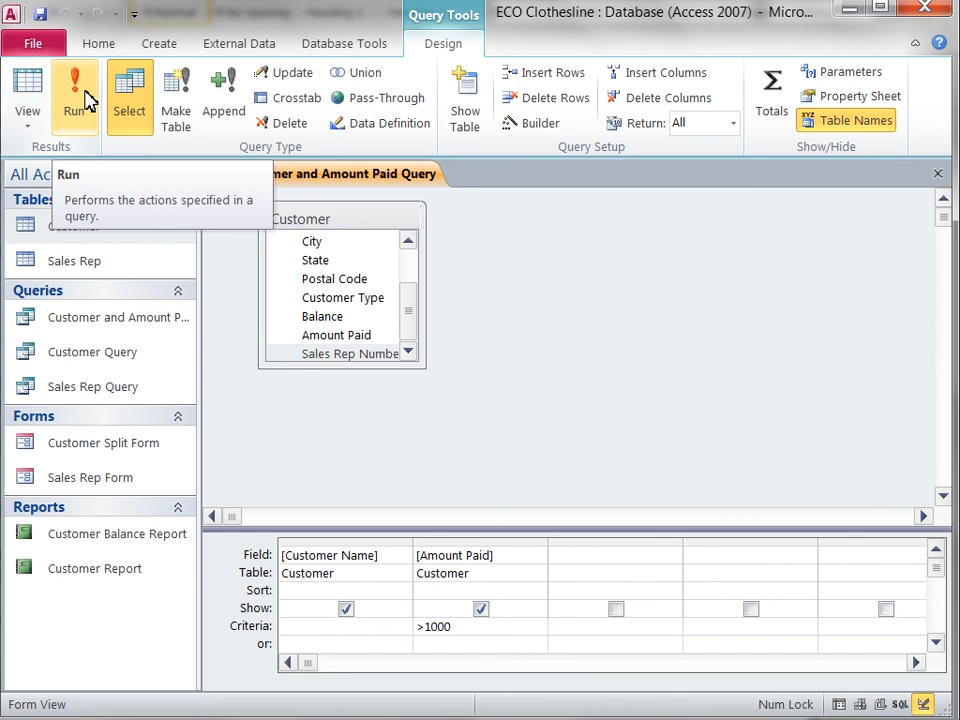 Query Tools
ECO Clothesline : Database (Access 2007) - Micro...
File
Home
Create
External Data
Database Tools
Design
View
Run
Select
Make
Table
Append
Update
Crosstab
Delete
Union
Pass-Through
Data Definition
Show
Table
Insert Rows
Delete Rows
Builder
Insert Columns
Delete Columns
Return: All
Totals
Parameters
Property Sheet
Table Names
Results
Query Type
Query Setup
Show/Hide
All Ac
Run
Performs the actions specified in a
query.
mer and Amount Paid Query
Tables
Sales Rep
Queries
Customer and Amount P...
Customer Query
Sales Rep Query
Forms
Customer Split Form
Sales Rep Form
Reports
Customer Balance Report
Customer Report
Customer
City
State
Postal Code
Customer Type
Balance
Amount Paid
Sales Rep Numbe
Field: [Customer Name] [Amount Paid]
Table: Customer Customer
Sort:
Show:
Criteria: >1000
or:
Form View
Num Lock
SQL